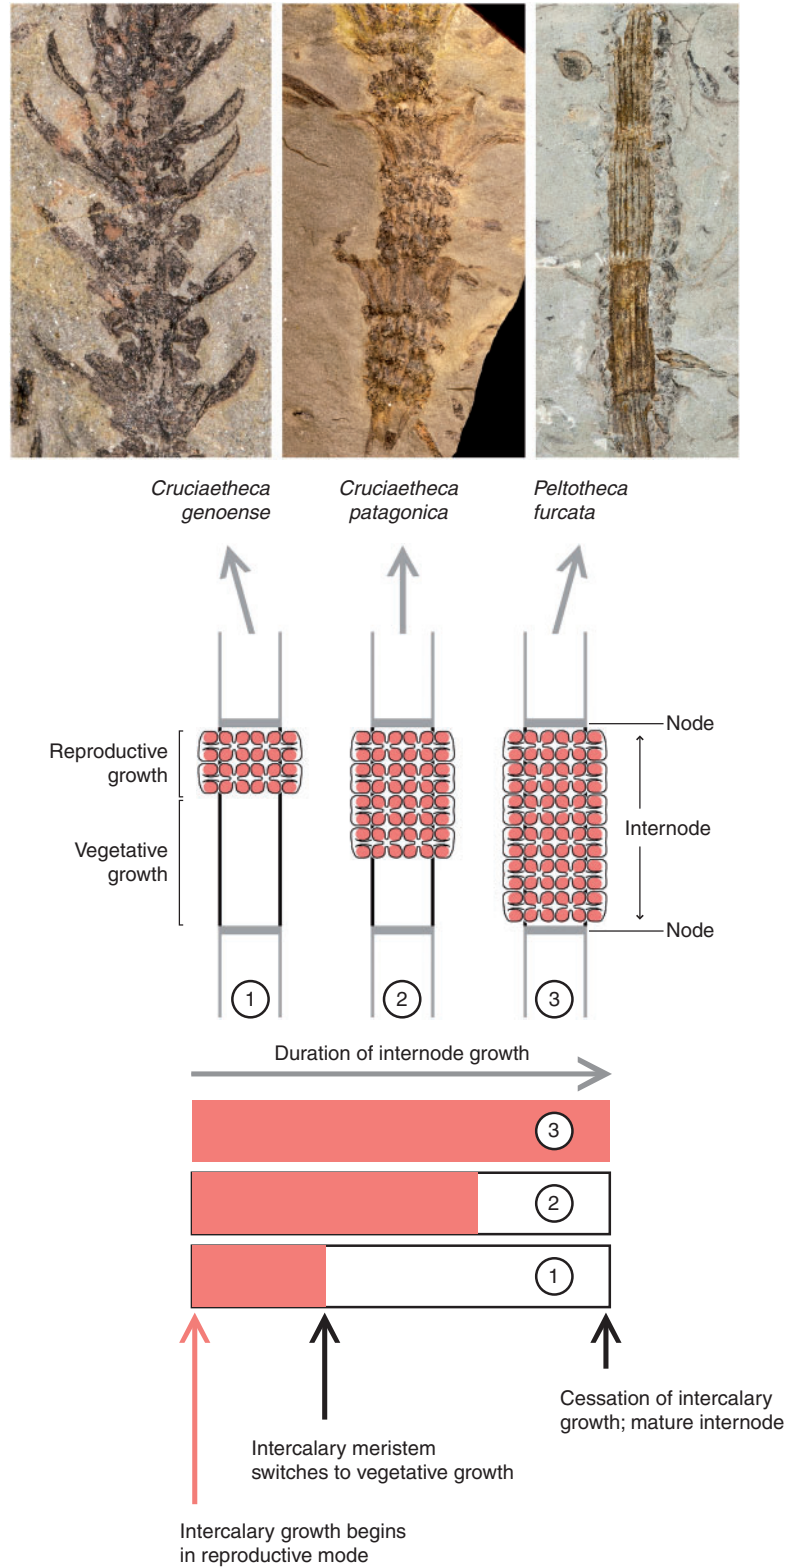 Cruciaetheca
genoense
Cruciaetheca
patagonica
Peltotheca
furcata
Node
Reproductive
growth
Internode
Vegetative
growth
Node
1
2
3
Duration of internode growth
3
2
1
Cessation of intercalary
growth; mature internode
Intercalary meristem
switches to vegetative growth
Intercalary growth begins
in reproductive mode